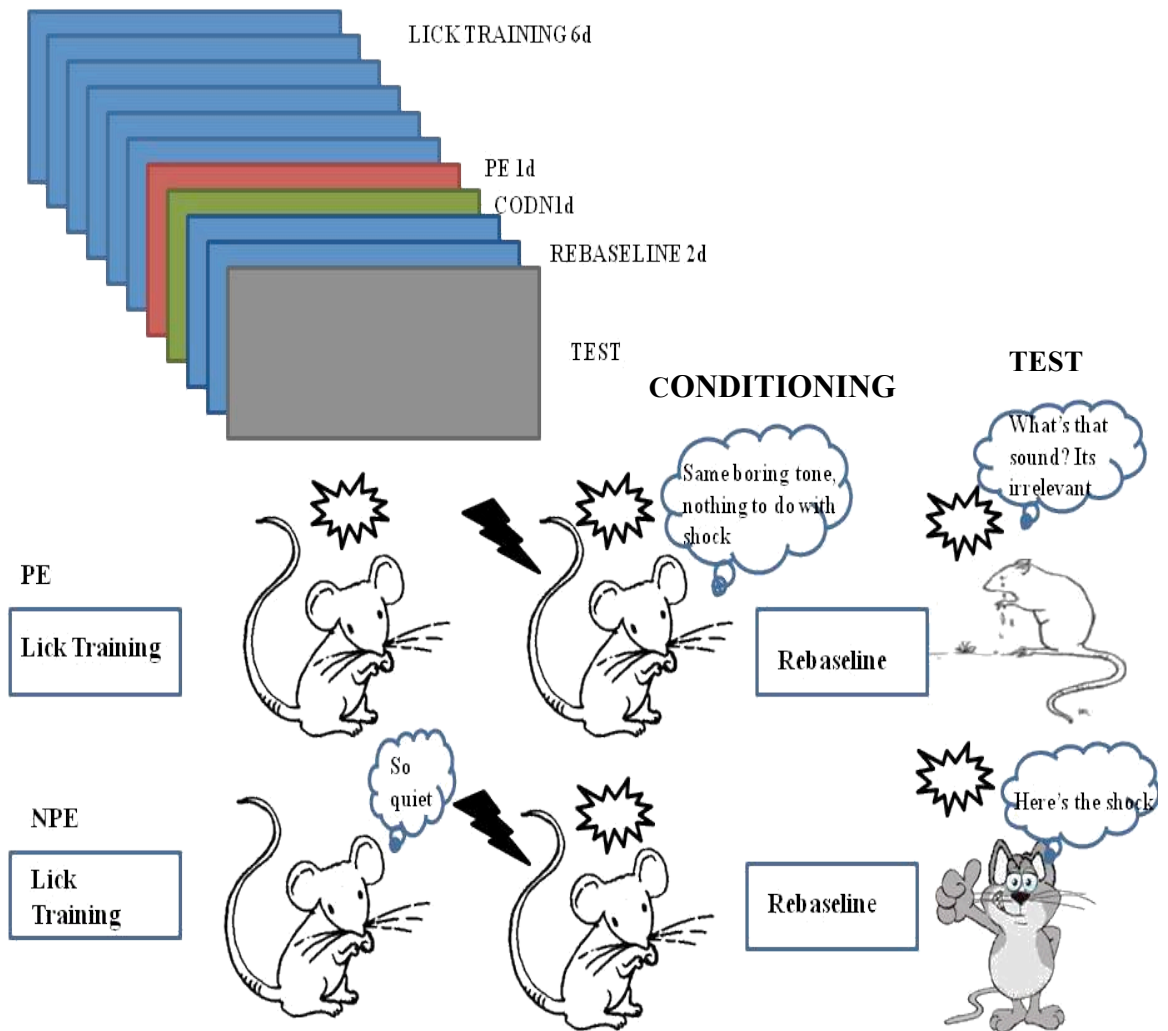 LICK TRAINING 6d
PE 1d
CODN1d
REBASELINE 2d
TEST
CONDITIONING
TEST
Same boring tone,
nothing to do with
shock
What's that
sound? Its
irrelevant
PE
Lick Training
Rebaseline
So
quiet
NPE
Lick
Training
Rebaseline
Here's the shock